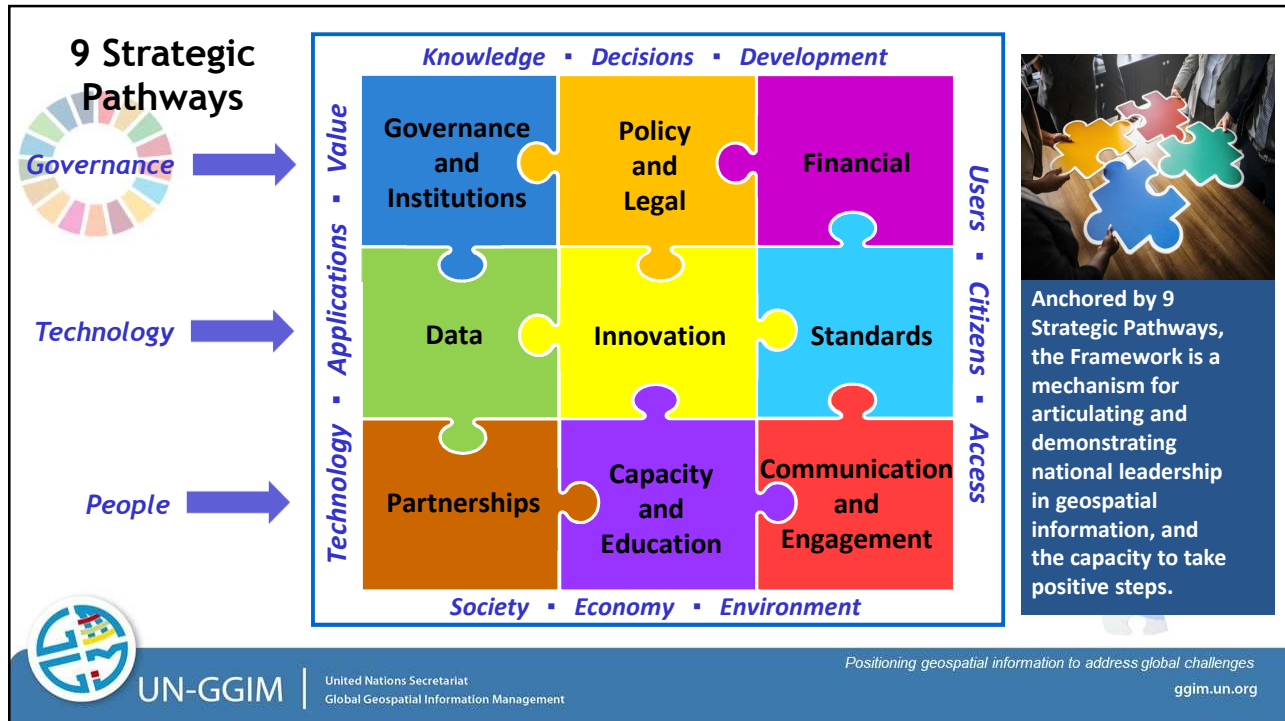 9 Strategic
Pathways
Knowledge ▪ Decisions ▪ Development
Governance
Technology
People
Technology ▪ Applications ▪ Value
Governance
and
Institutions
Policy
and
Legal
Financial
Data
Innovation
Standards
Partnerships
Capacity
and
Education
Communication
and
Engagement
Users ▪ Citizens ▪ Access
Society ▪ Economy ▪ Environment
Anchored by 9
Strategic Pathways,
the Framework is a
mechanism for
articulating and
demonstrating
national leadership
in geospatial
information, and
the capacity to take
positive steps.
UN-GGIM
United Nations Secretariat
Global Geospatial Information Management
Positioning geospatial information to address global challenges
ggim.un.org